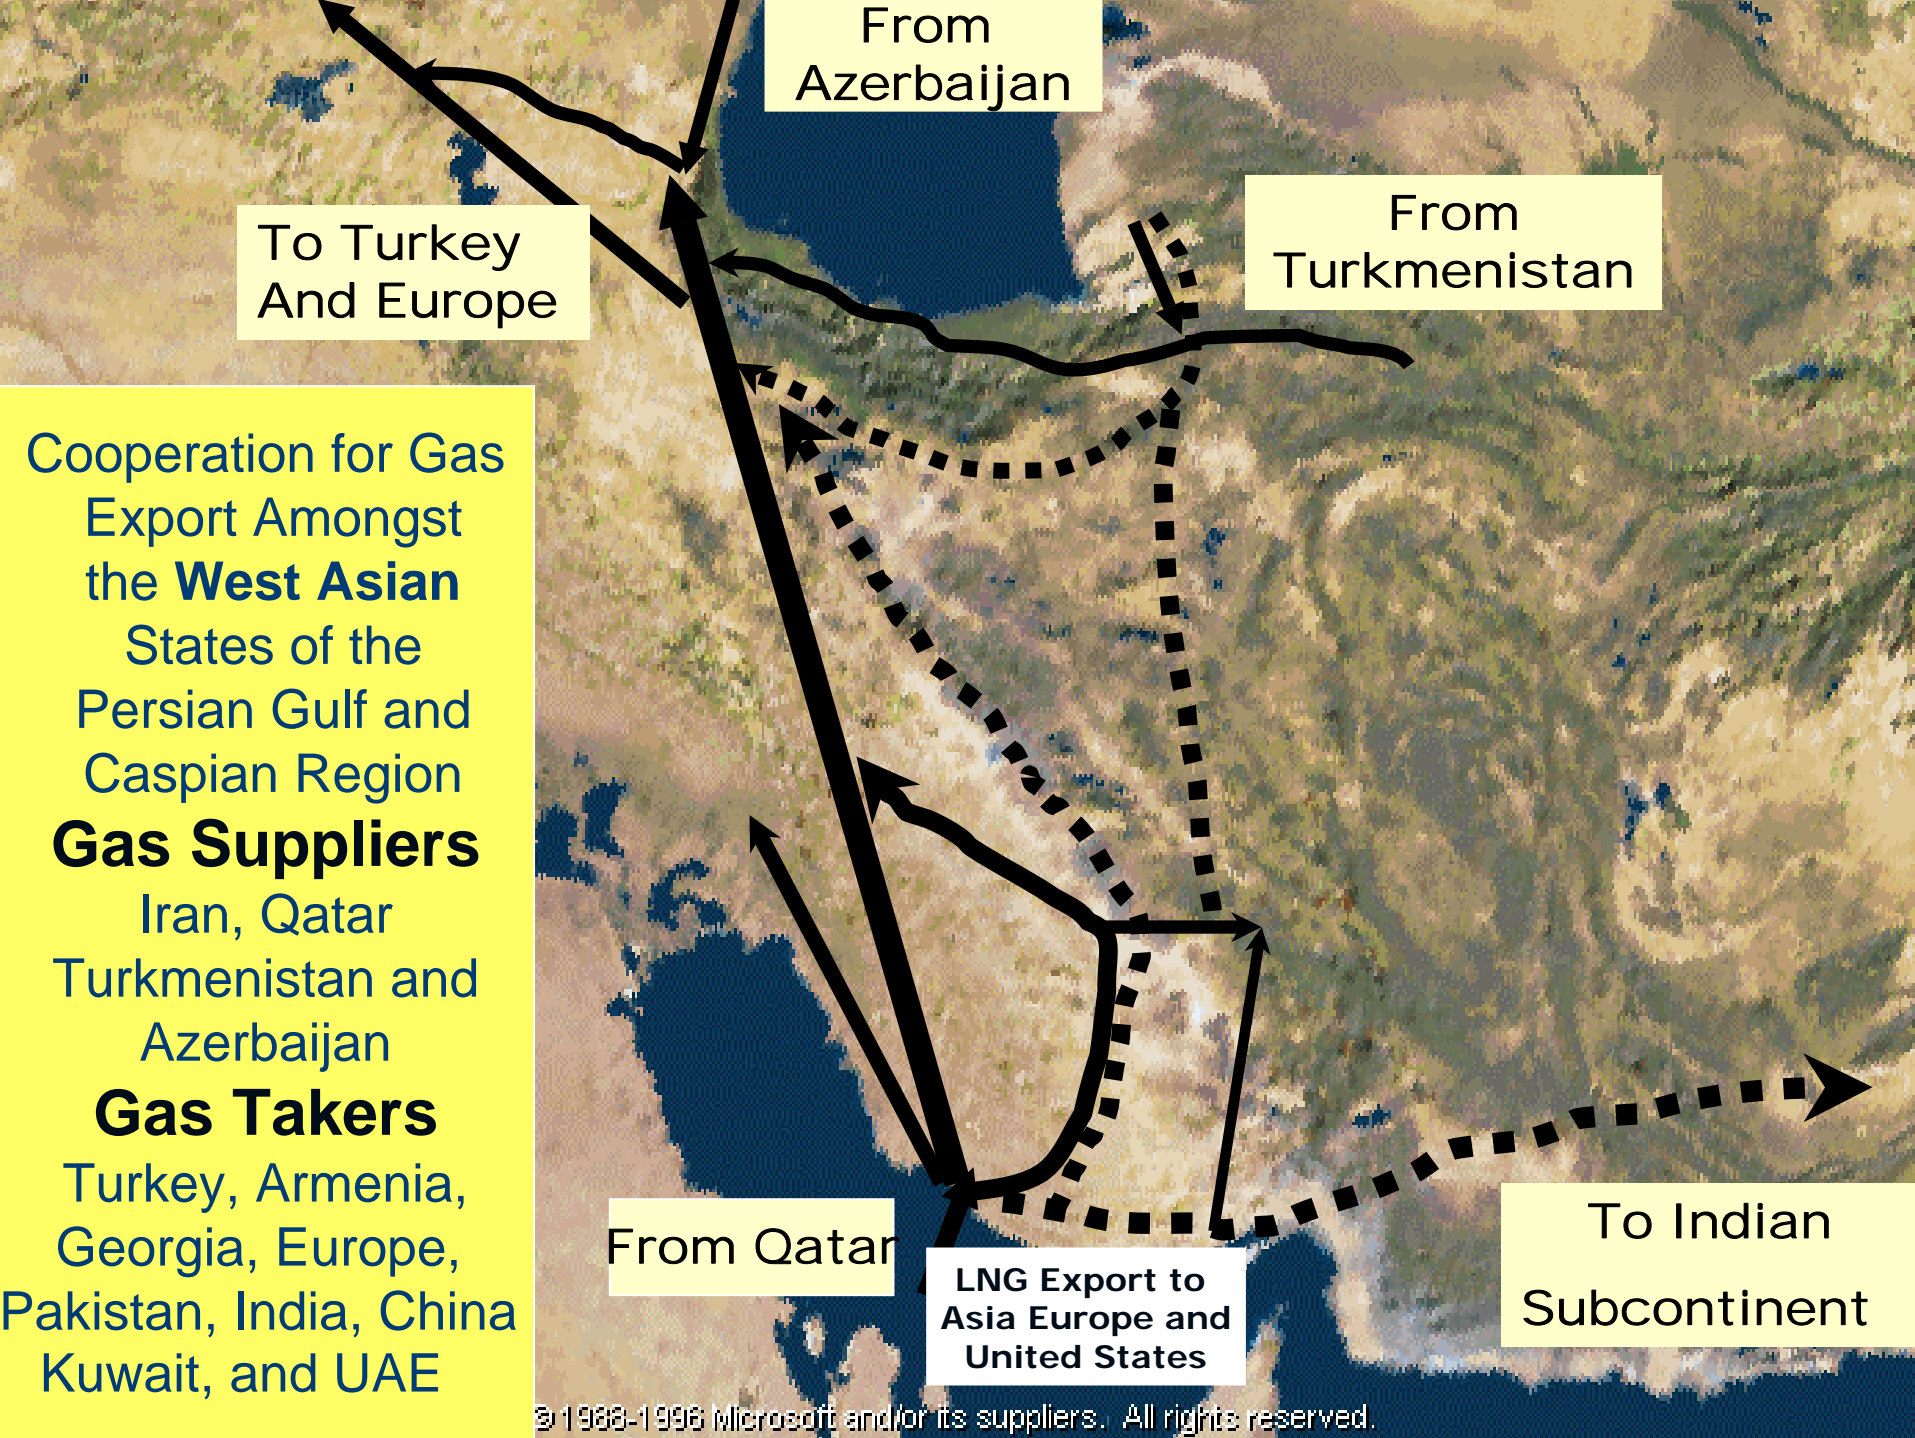 From
Azerbaijan
From
Turkmenistan
To Turkey
And Europe
Cooperation for Gas
Export Amongst
the West Asian
States of the
Persian Gulf and
Caspian Region
Gas Suppliers
Iran, Qatar
Turkmenistan and
Azerbaijan
Gas Takers
Turkey, Armenia,
Georgia, Europe,
Pakistan, India, China
Kuwait, and UAE
From Qatar
LNG Export to
Asia Europe and
United States
To Indian
Subcontinent
© 1988-1996 Microsoft and/or its suppliers. All rights reserved.